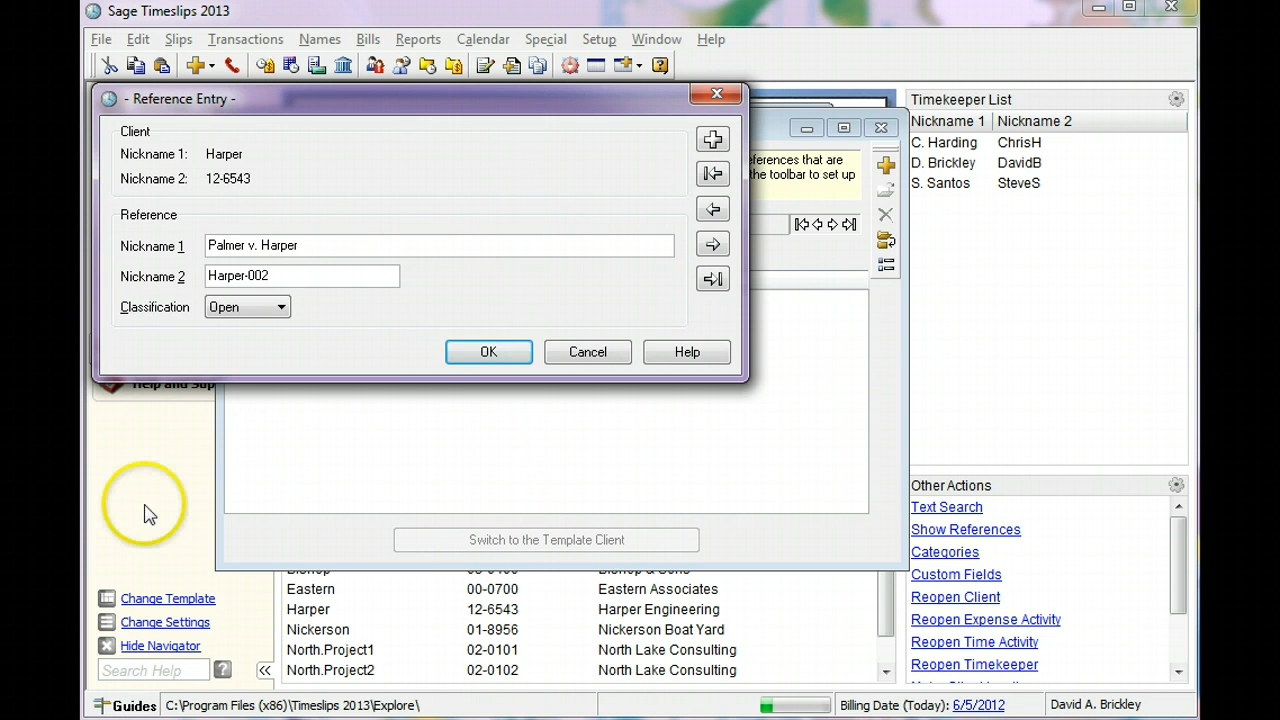 Sage Timeslips 2013
File Edit Slips Transactions Names Bills Reports Calendar Special Setup Window Help
- Reference Entry -
Client
Nickname 1: Harper
Nickname 2: 12-6543
Reference
Nickname 1 Palmer v. Harper
Nickname 2 Harper-002
Classification Open
OK Cancel Help
eferences that are
the toolbar to set up
Timekeeper List
Nickname 1 Nickname 2
C. Harding ChrisH
D. Brickley DavidB
S. Santos SteveS
Help and Sup
Switch to the Template Client
Eastern 00-0700 Eastern Associates
Harper 12-6543 Harper Engineering
Nickerson 01-8956 Nickerson Boat Yard
North.Project1 02-0101 North Lake Consulting
North.Project2 02-0102 North Lake Consulting
Other Actions
Text Search
Show References
Categories
Custom Fields
Reopen Client
Reopen Expense Activity
Reopen Time Activity
Reopen Timekeeper
Change Template
Change Settings
Hide Navigator
Search Help ? <<
Guides C:\Program Files (x86)\Timeslips 2013\Explore\ Billing Date (Today): 6/5/2012 David A. Brickley